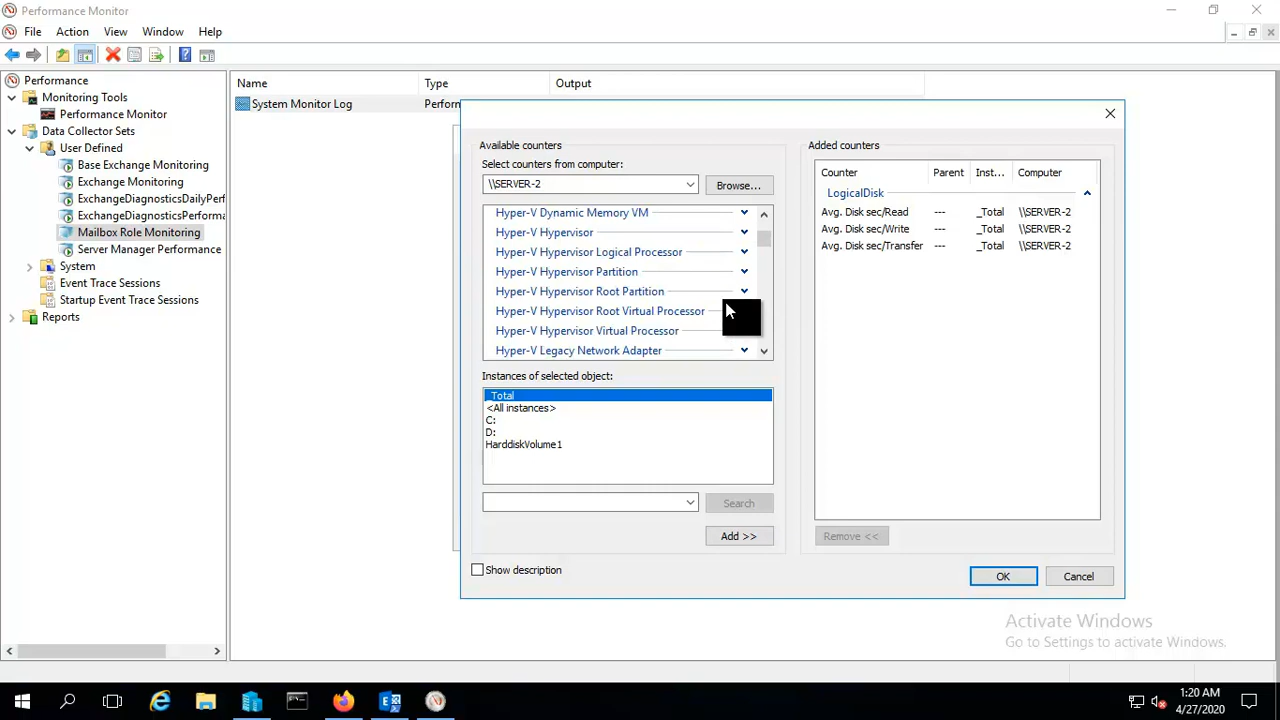 Performance Monitor
File Action View Window Help
Performance
Monitoring Tools
Performance Monitor
Data Collector Sets
User Defined
Base Exchange Monitoring
Exchange Monitoring
ExchangeDiagnosticsDailyPerf
ExchangeDiagnosticsPerforma
Mailbox Role Monitoring
Server Manager Performance
System
Event Trace Sessions
Startup Event Trace Sessions
Reports
Name Type Output
System Monitor Log Perforn
Available counters
Select counters from computer:
\\SERVER-2
Browse...
Hyper-V Dynamic Memory VM
Hyper-V Hypervisor
Hyper-V Hypervisor Logical Processor
Hyper-V Hypervisor Partition
Hyper-V Hypervisor Root Partition
Hyper-V Hypervisor Root Virtual Processor
Hyper-V Hypervisor Virtual Processor
Hyper-V Legacy Network Adapter
Instances of selected object:
_Total
<All instances>
C:
D:
HarddiskVolume1
Search
Add >>
Show description
Added counters
Counter Parent Inst... Computer
LogicalDisk
Avg. Disk sec/Read --- _Total \\SERVER-2
Avg. Disk sec/Write --- _Total \\SERVER-2
Avg. Disk sec/Transfer --- _Total \\SERVER-2
Remove <<
OK Cancel
Activate Windows
Go to Settings to activate Windows.
1:20 AM
4/27/2020